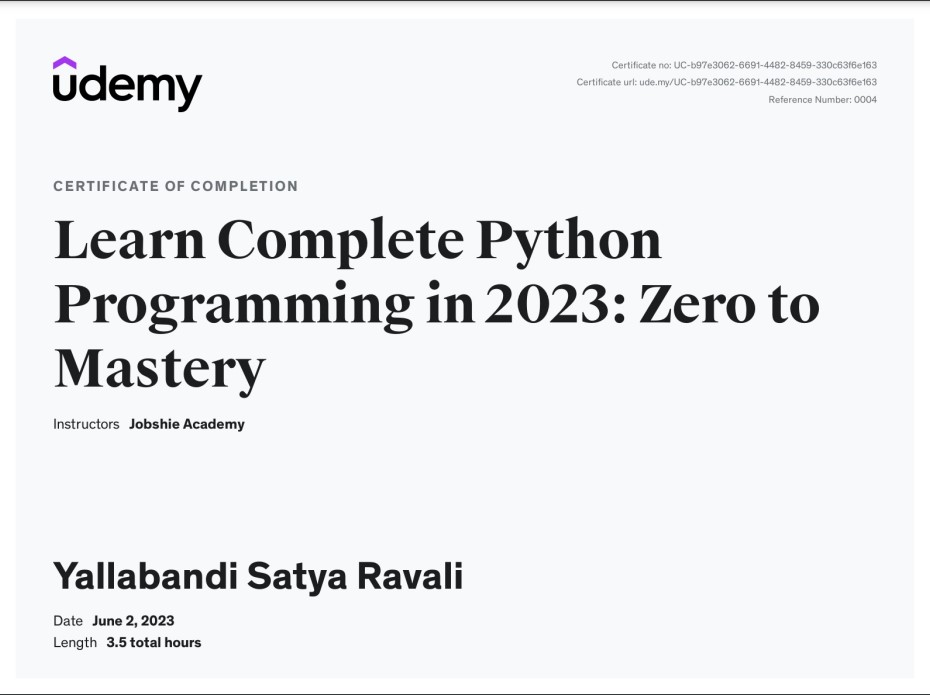 udemy
Certificate no: UC-b97e3062-6691-4482-8459-330c63f6e163
Certificate url: ude.my/UC-b97e3062-6691-4482-8459-330c63f6e163
Reference Number: 0004
CERTIFICATE OF COMPLETION
Learn Complete Python
Programming in 2023: Zero to
Mastery
Instructors Jobshie Academy
Yallabandi Satya Ravali
Date June 2, 2023
Length 3.5 total hours